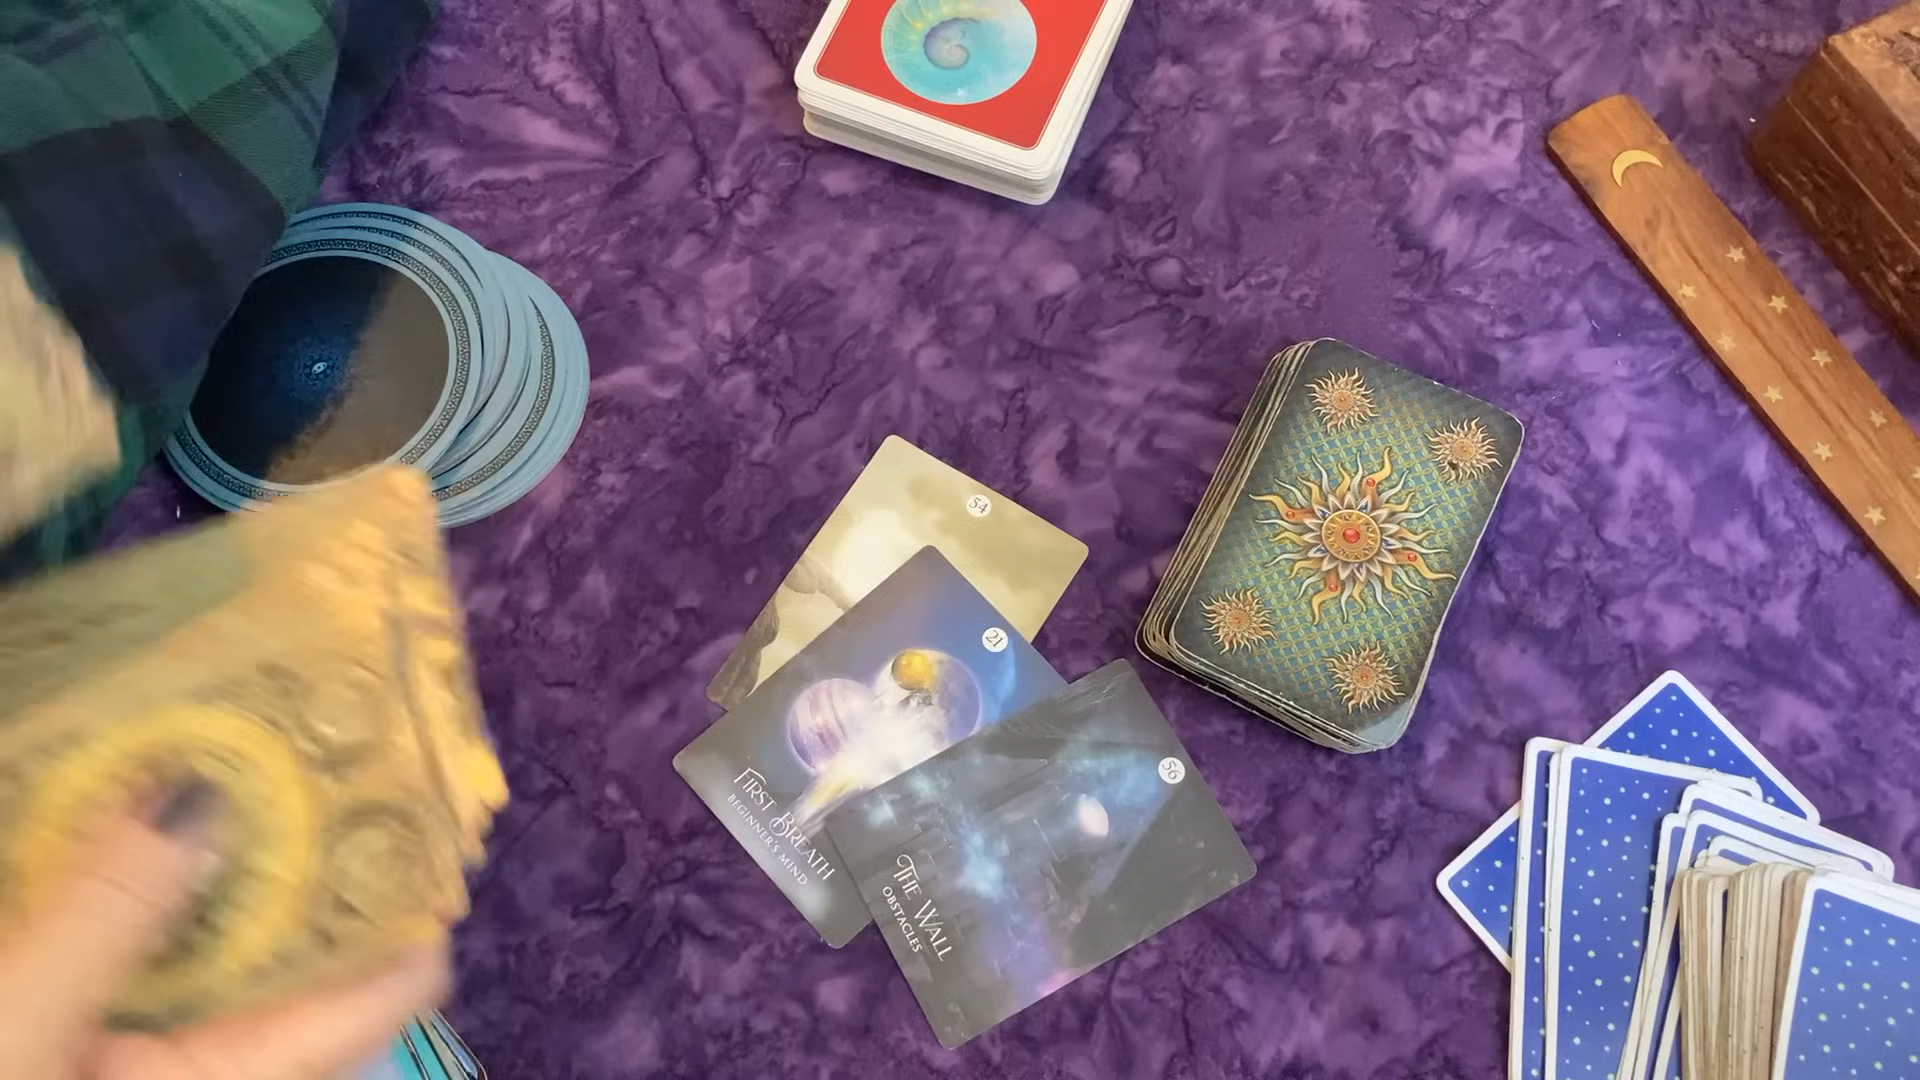 54
21
FIRST BREATH
BEGINNER'S MIND
56
THE WALL
OBSTACLES